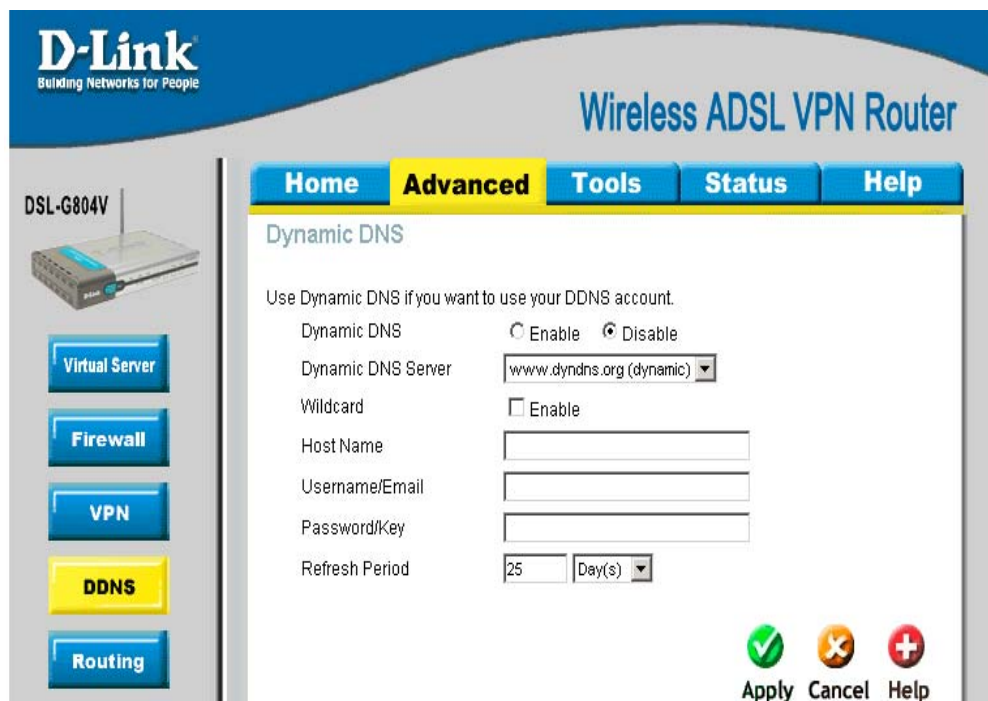 D-Link
Building Networks for People
Wireless ADSL VPN Router
DSL-G804V
Home Advanced Tools Status Help
Dynamic DNS
Use Dynamic DNS if you want to use your DDNS account.
Dynamic DNS Enable Disable
Dynamic DNS Server www.dyndns.org (dynamic)
Wildcard Enable
Host Name
Username/Email
Password/Key
Refresh Period 25 Day(s)
Virtual Server
Firewall
VPN
DDNS
Routing
Apply Cancel Help